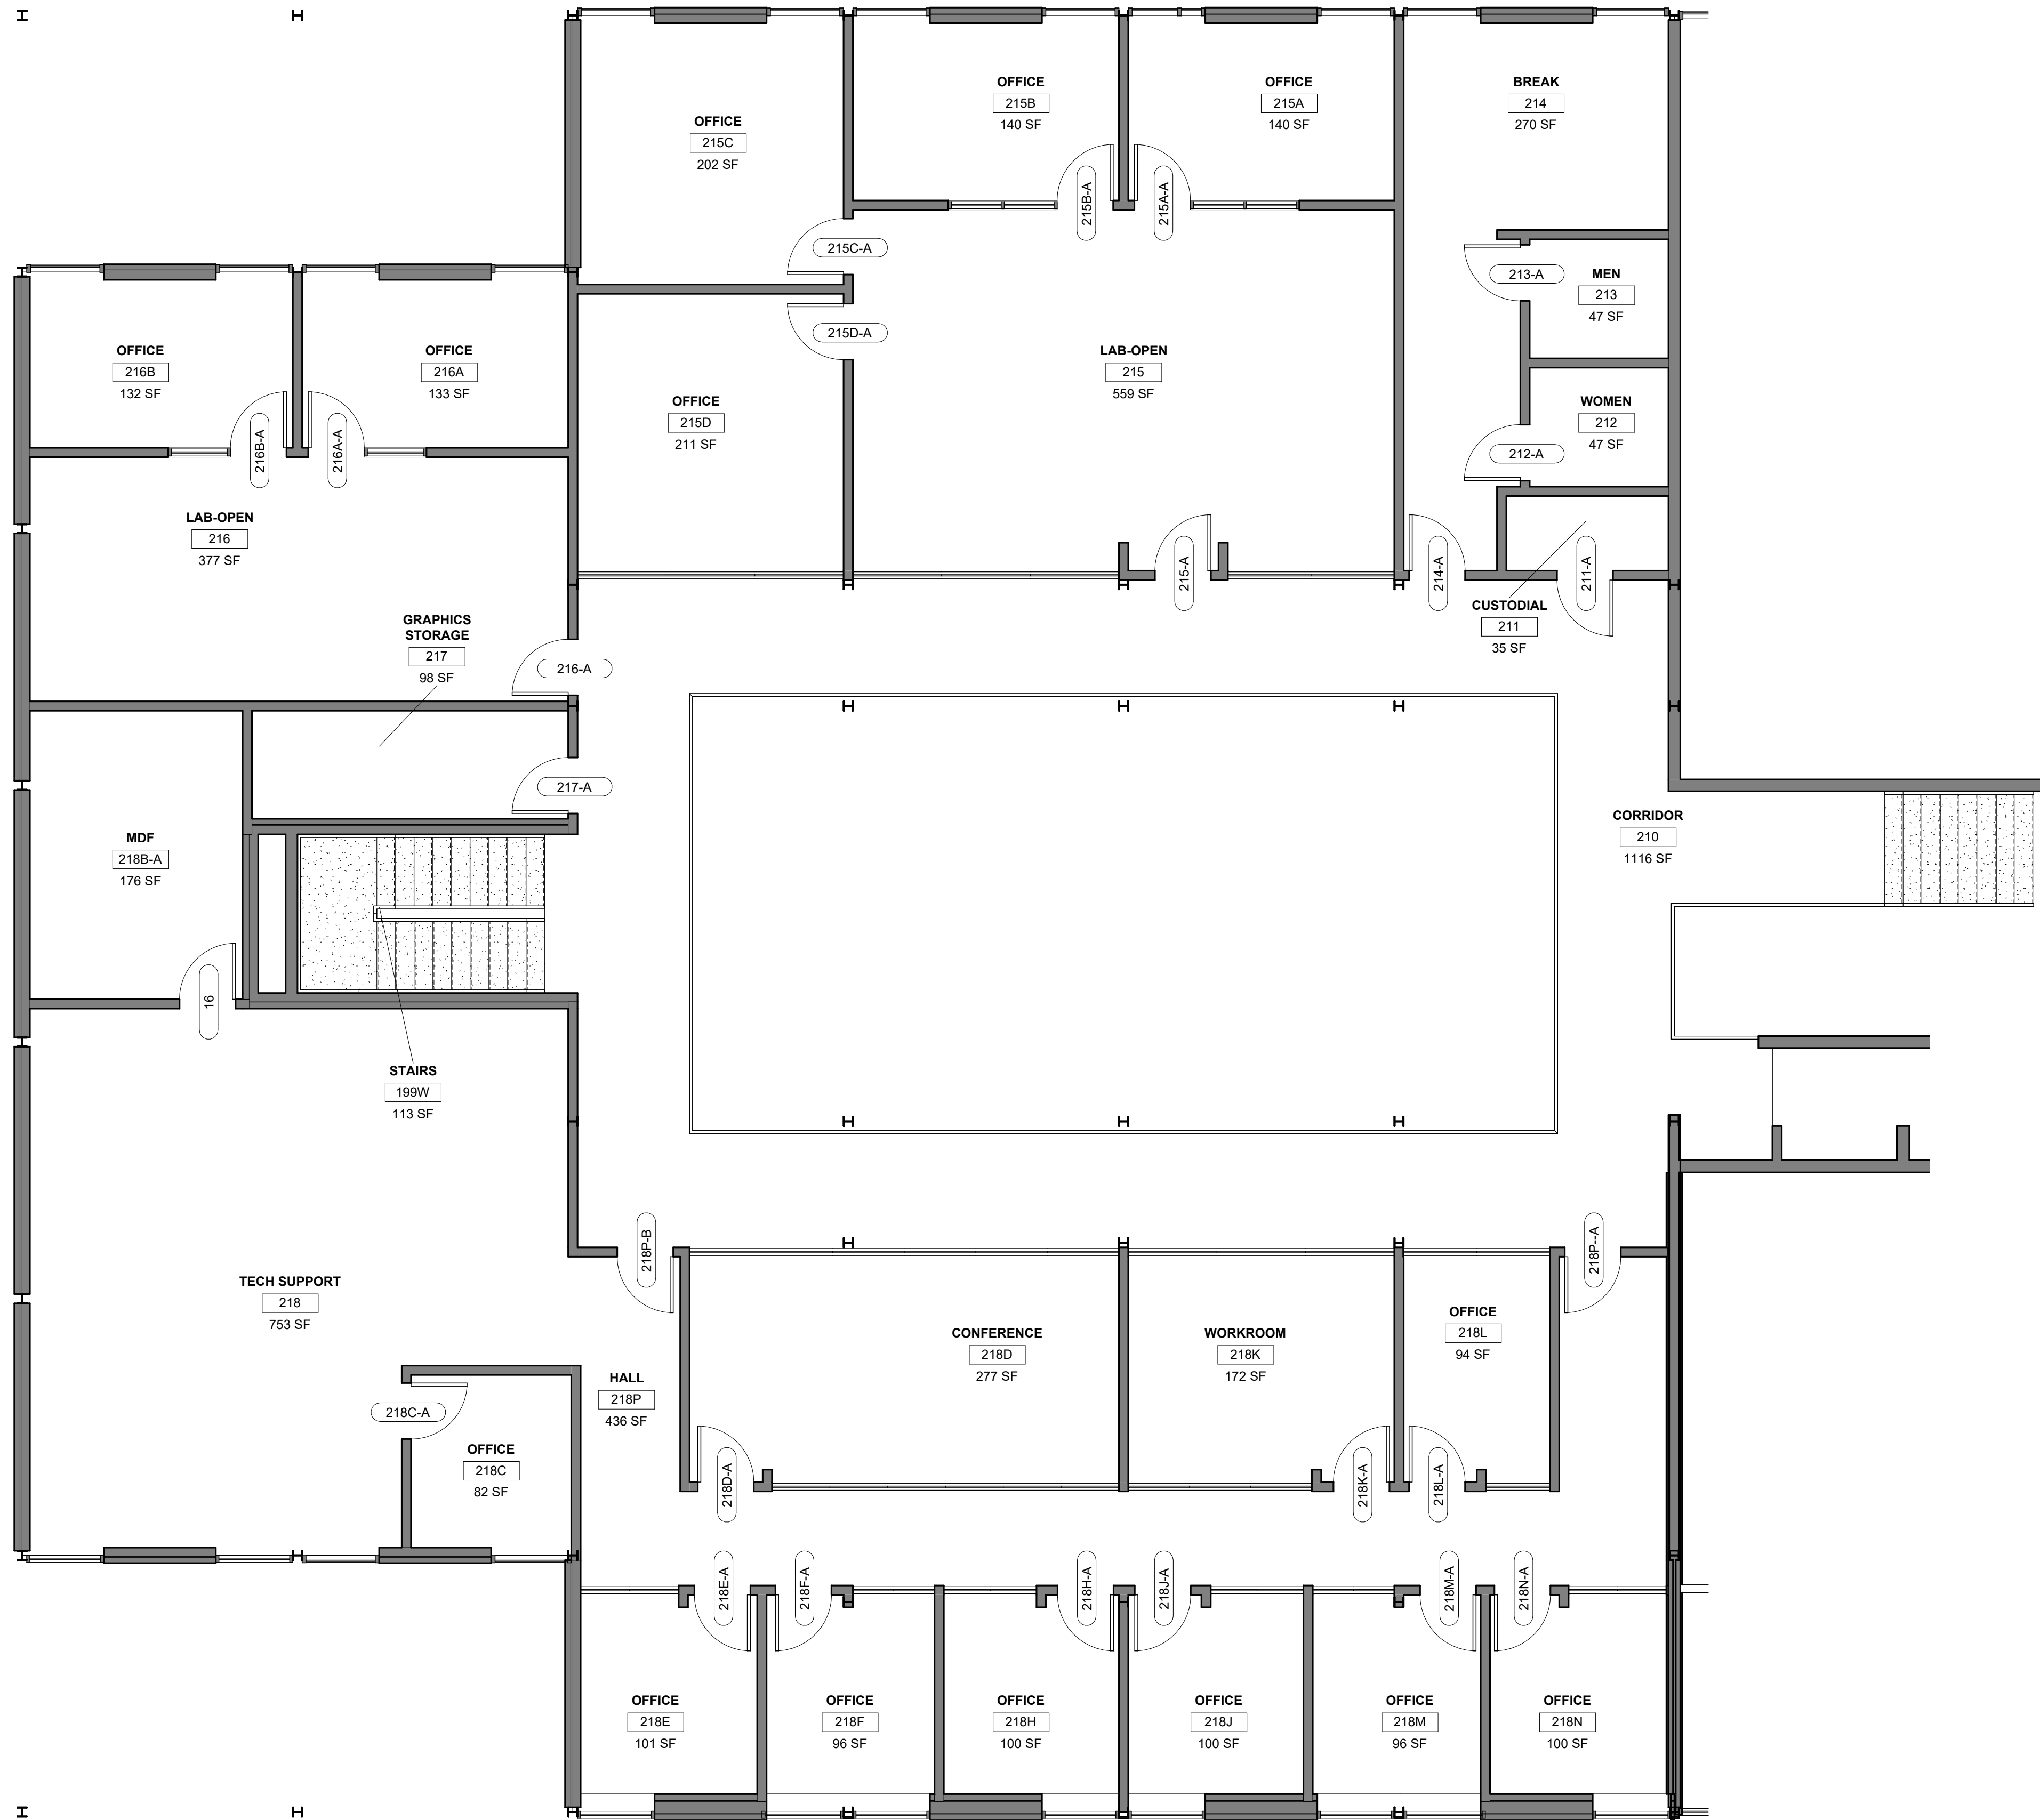 OFFICE
215B
140 SF
OFFICE
215A
140 SF
BREAK
214
270 SF
OFFICE
215C
202 SF
215B-A
215A-A
215C-A
213-A
MEN
213
47 SF
215D-A
OFFICE
216B
132 SF
OFFICE
216A
133 SF
LAB-OPEN
215
559 SF
OFFICE
215D
211 SF
WOMEN
212
47 SF
216B-A
216A-A
212-A
LAB-OPEN
216
377 SF
215-A
214-A
211-A
CUSTODIAL
211
35 SF
GRAPHICS
STORAGE
217
98 SF
216-A
217-A
MDF
218B-A
176 SF
CORRIDOR
210
1116 SF
16
STAIRS
199W
113 SF
218P-B
218P--A
TECH SUPPORT
218
753 SF
CONFERENCE
218D
277 SF
WORKROOM
218K
172 SF
OFFICE
218L
94 SF
HALL
218P
436 SF
218C-A
OFFICE
218C
82 SF
218D-A
218K-A
218L-A
218E-A
218F-A
218H-A
218J-A
218M-A
218N-A
OFFICE
218E
101 SF
OFFICE
218F
96 SF
OFFICE
218H
100 SF
OFFICE
218J
100 SF
OFFICE
218M
96 SF
OFFICE
218N
100 SF